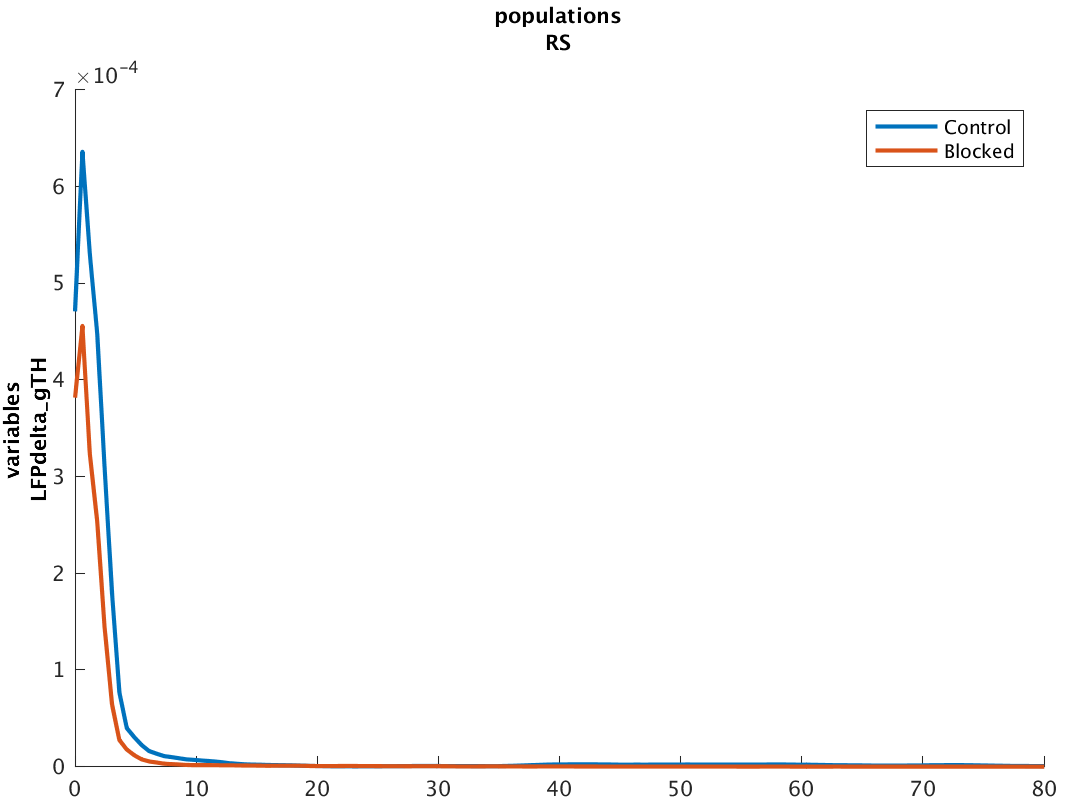 populations
RS
×10⁻⁴
7
6
5
4
3
2
1
0
variables
LFPdelta_gTH
Control
Blocked
0 10 20 30 40 50 60 70 80